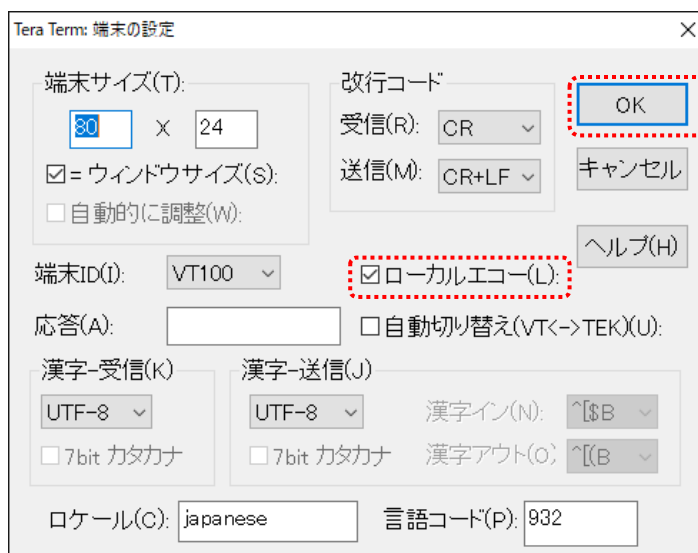 Tera Term: 端末の設定
端末サイズ(T):
80 X 24
☑= ウィンドウサイズ(S):
自動的に調整(W):
改行コード
受信(R): CR
送信(M): CR+LF
OK
キャンセル
ヘルプ(H)
端末ID(I): VT100
ローカルエコー(L):
応答(A):
自動切り替え(VT<->TEK)(U):
漢字-受信(K)
UTF-8
7bit カタカナ
漢字-送信(J)
UTF-8
7bit カタカナ
漢字イン(N): ^[$B
漢字アウト(O) ^[(B
ロケール(C): japanese
言語コード(P): 932